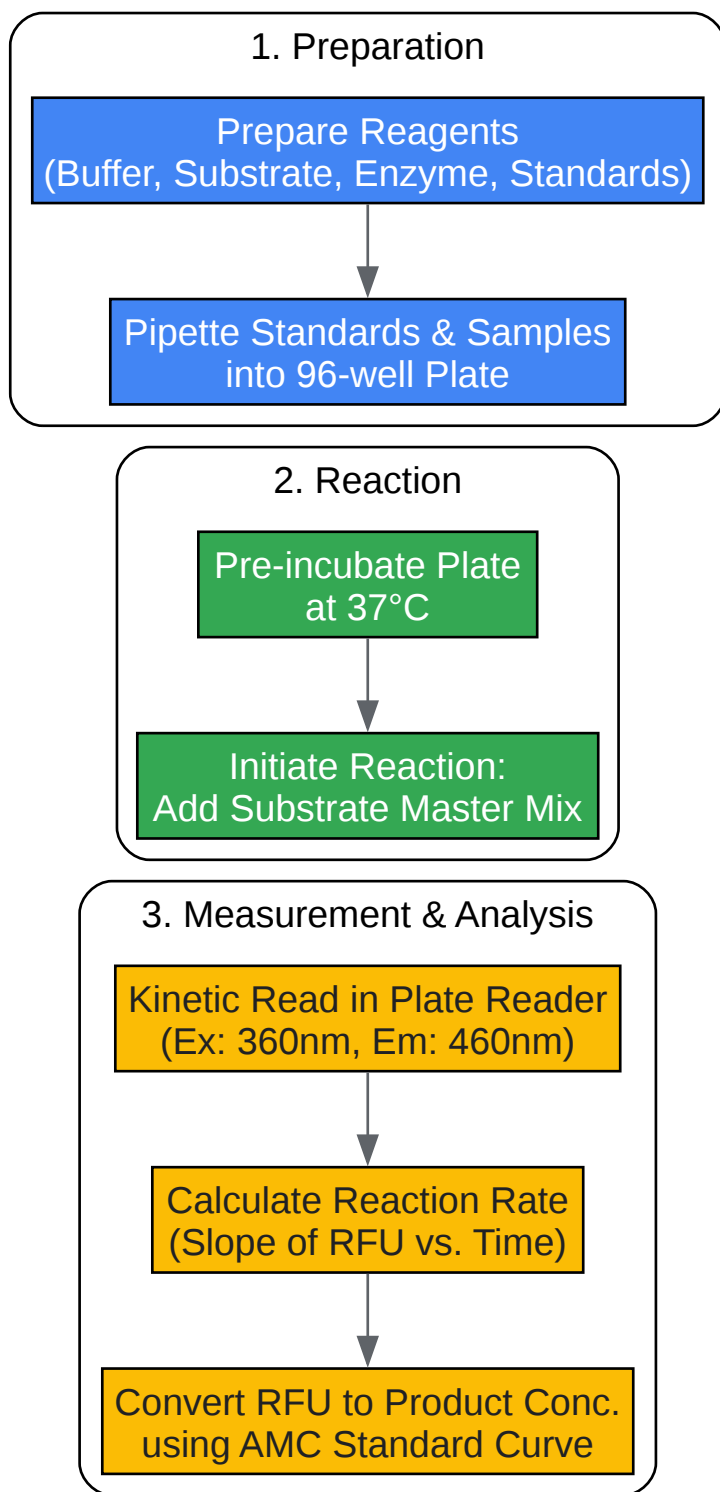 1. Preparation
Prepare Reagents
(Buffer, Substrate, Enzyme, Standards)
Pipette Standards & Samples
into 96-well Plate
2. Reaction
Pre-incubate Plate
at 37°C
Initiate Reaction:
Add Substrate Master Mix
3. Measurement & Analysis
Kinetic Read in Plate Reader
(Ex: 360nm, Em: 460nm)
Calculate Reaction Rate
(Slope of RFU vs. Time)
Convert RFU to Product Conc.
using AMC Standard Curve